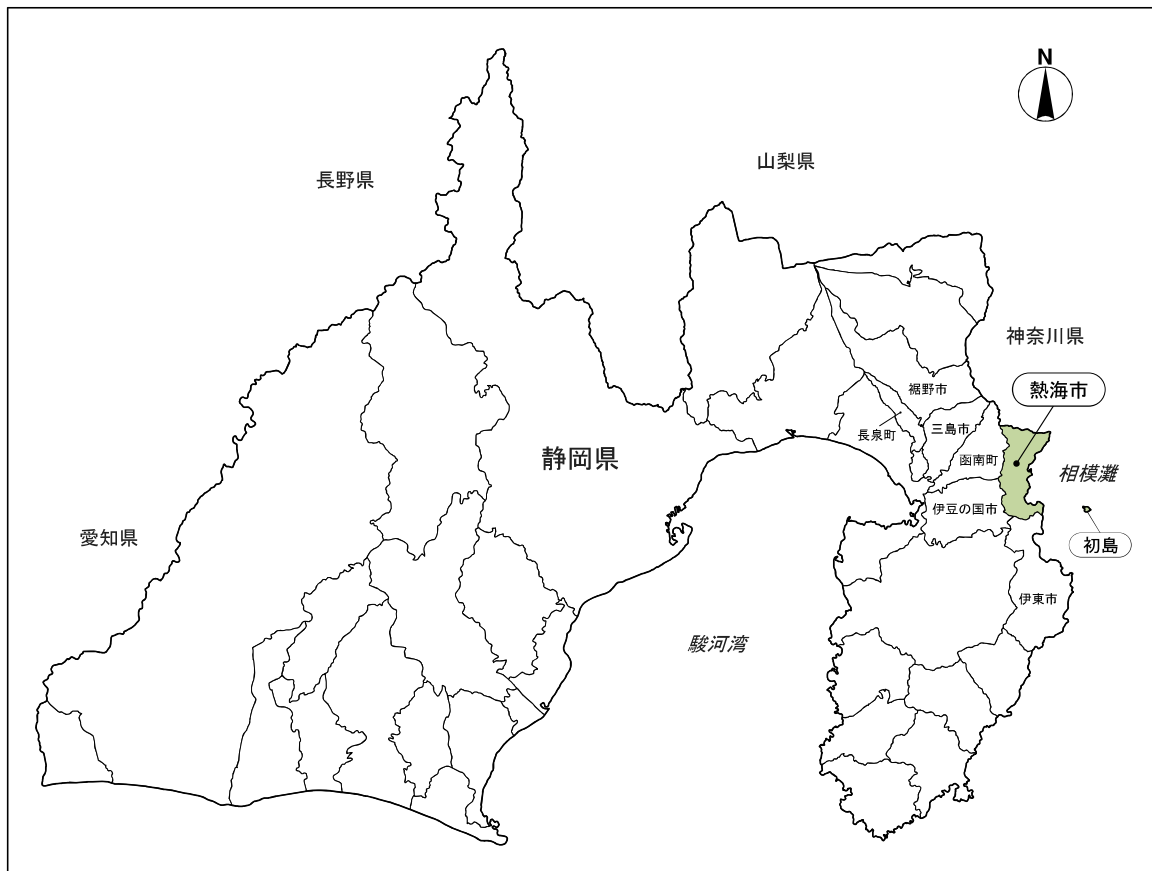 N
山梨県
長野県
神奈川県
裾野市
熱海市
長泉町
三島市
函南町
静岡県
相模灘
伊豆の国市
愛知県
初島
伊東市
駿河湾